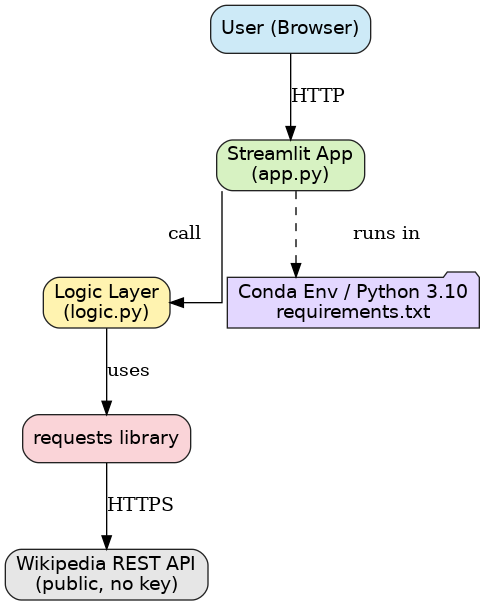 User (Browser)
HTTP
Streamlit App
(app.py)
call
runs in
Logic Layer
(logic.py)
Conda Env / Python 3.10
requirements.txt
uses
requests library
HTTPS
Wikipedia REST API
(public, no key)